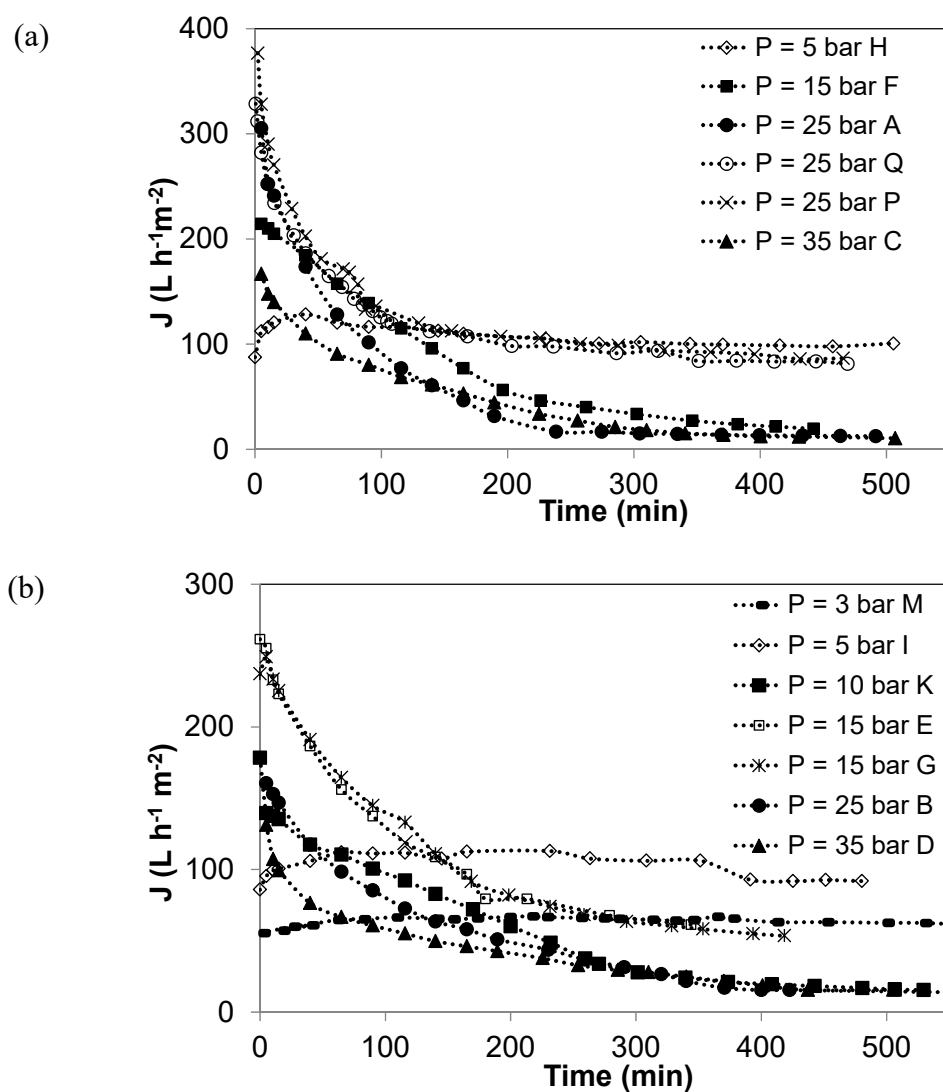 (a)
400
300
200
100
0
J (L h⁻¹m⁻²)
P = 5 bar H
P = 15 bar F
P = 25 bar A
P = 25 bar Q
P = 25 bar P
P = 35 bar C
0 100 200 300 400 500
Time (min)
(b)
300
200
100
0
J (L h⁻¹ m⁻²)
P = 3 bar M
P = 5 bar I
P = 10 bar K
P = 15 bar E
P = 15 bar G
P = 25 bar B
P = 35 bar D
0 100 200 300 400 500
Time (min)